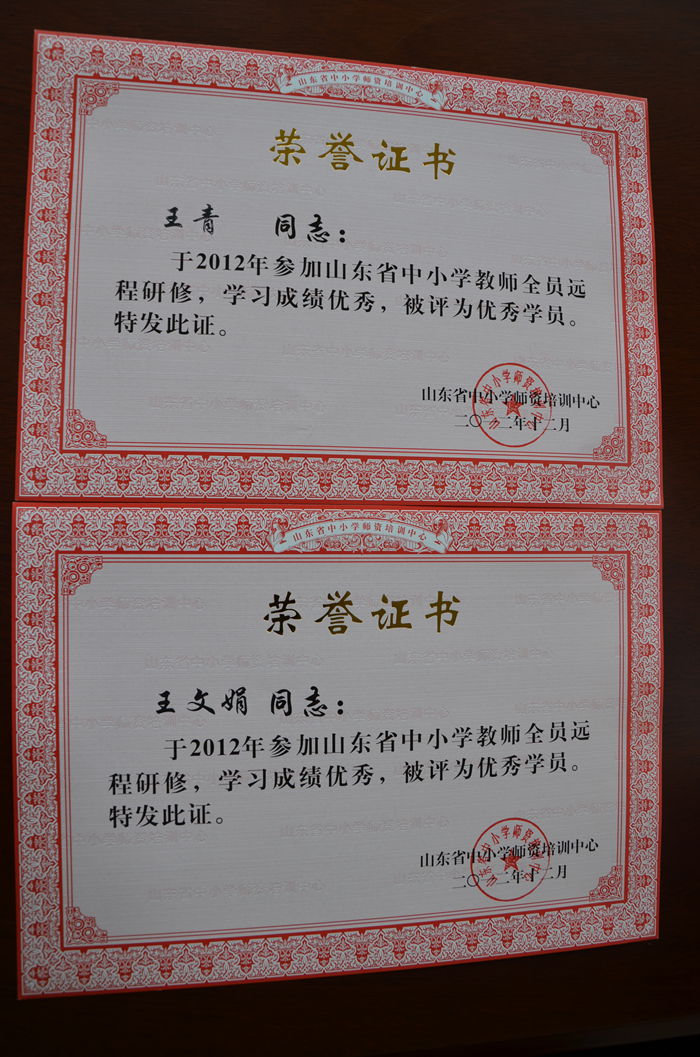 山东省中小学师资培训中心
荣誉证书
王青 同志：
于2012年参加山东省中小学教师全员远
程研修，学习成绩优秀，被评为优秀学员。
特发此证。
山东省中小学师资培训中心
二〇一二年十二月
山东省中小学师资培训中心
荣誉证书
王文娟 同志：
于2012年参加山东省中小学教师全员远
程研修，学习成绩优秀，被评为优秀学员。
特发此证。
山东省中小学师资培训中心
二〇一二年十二月